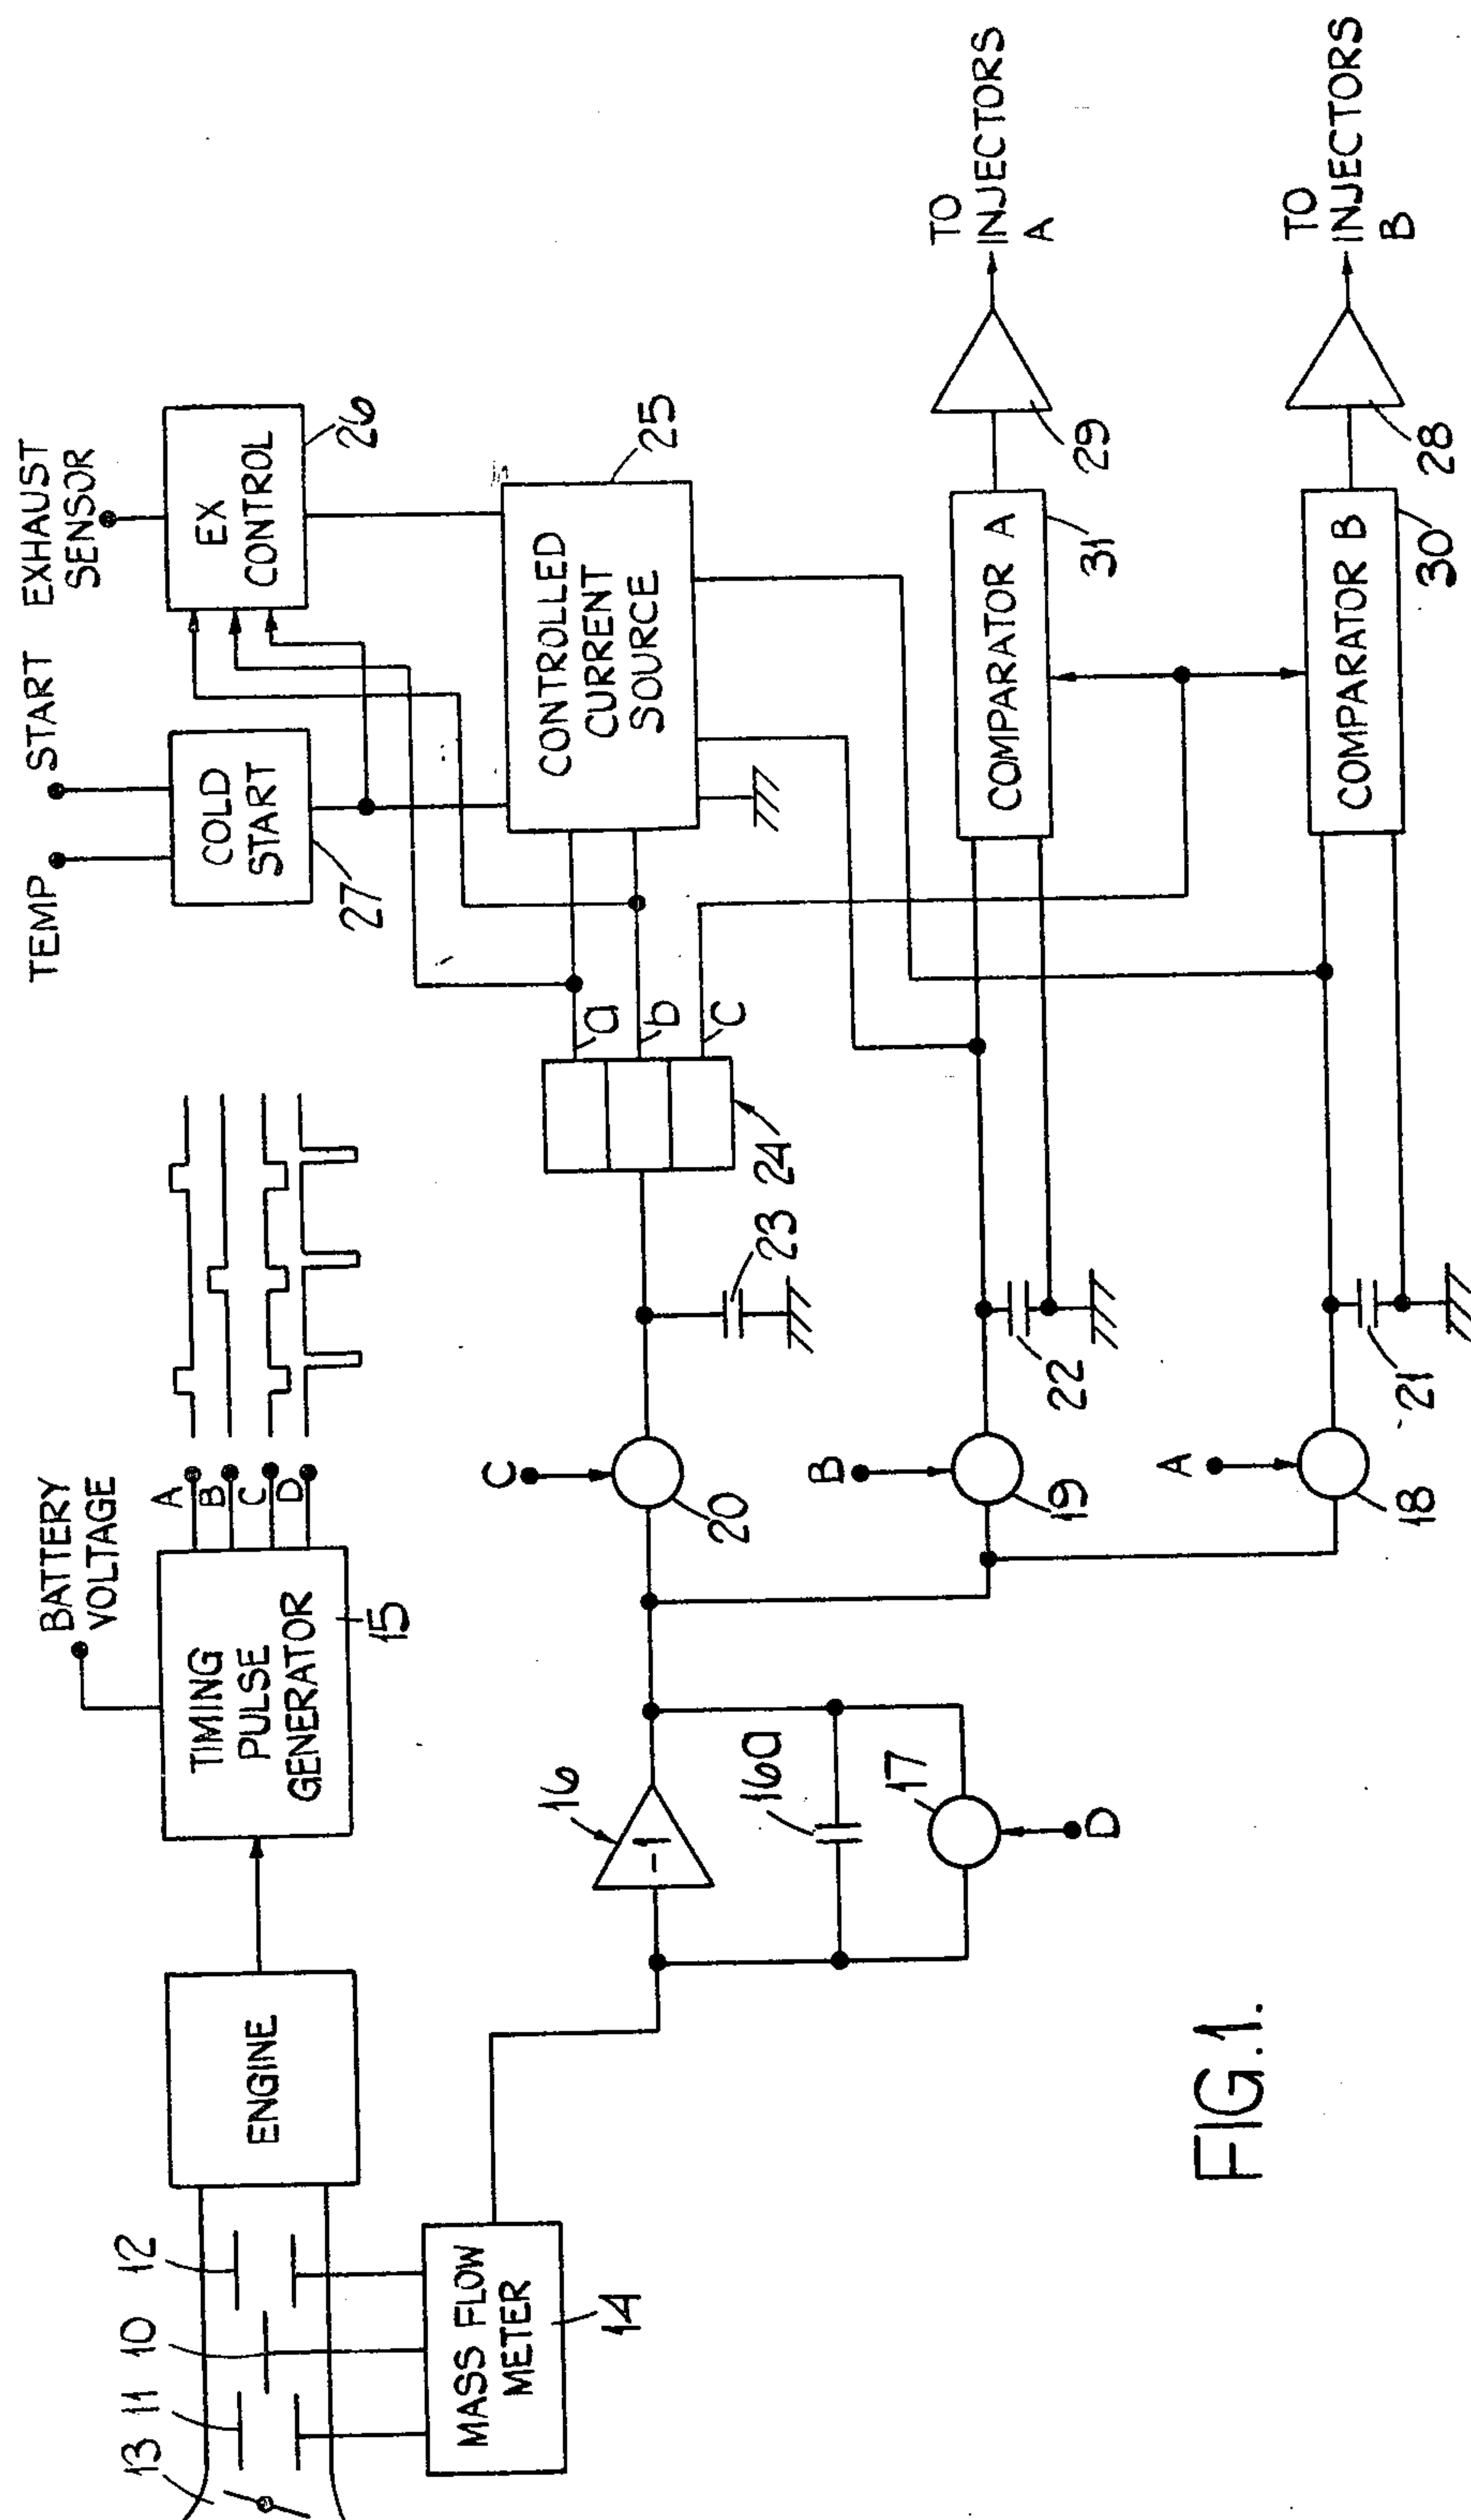 BATTERY
VOLTAGE
TEMP
START
EXHAUST
SENSOR
13
11
10
12
ENGINE
TIMING
PULSE
GENERATOR
15
A
B
C
D
COLD
START
27
EX
CONTROL
26
MASS FLOW
METER
14
16
-1
16a
17
D
C
20
23
24
a
b
c
CONTROLLED
CURRENT
SOURCE
25
B
19
22
COMPARATOR A
31
29
TO
INJECTORS
A
A
18
21
COMPARATOR B
30
28
TO
INJECTORS
B
FIG.1.